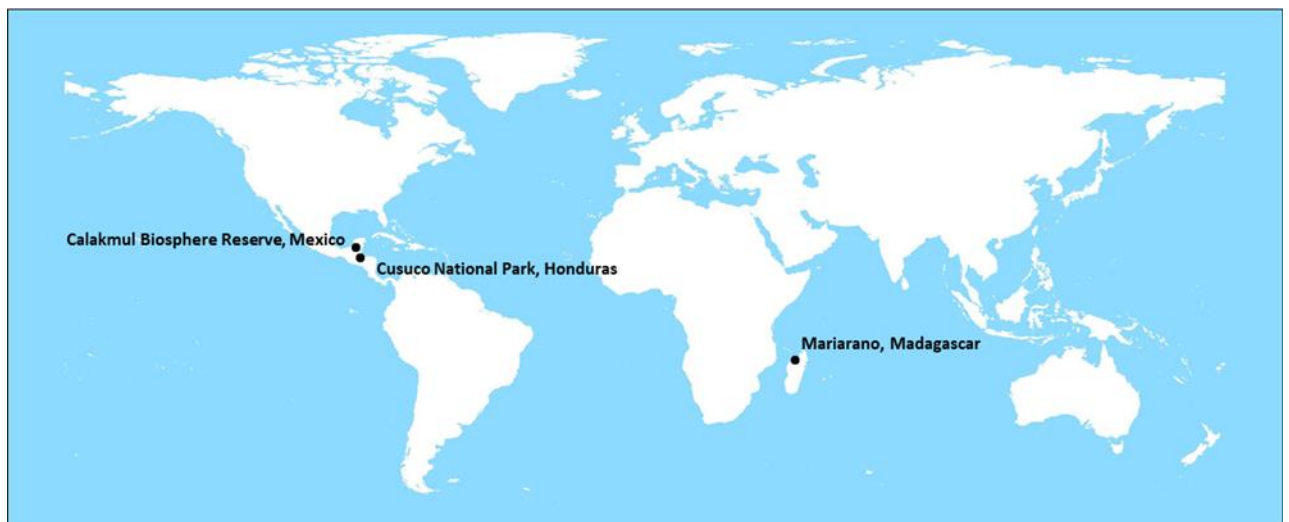 Calakmul Biosphere Reserve, Mexico
Cusuco National Park, Honduras
Mariarano, Madagascar